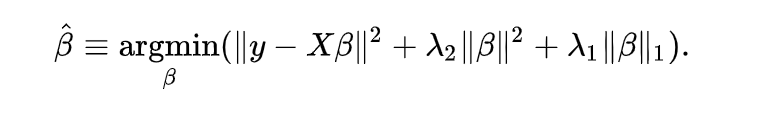 β̂ ≡ argmin(‖y − Xβ‖² + λ₂‖β‖² + λ₁‖β‖₁).
β